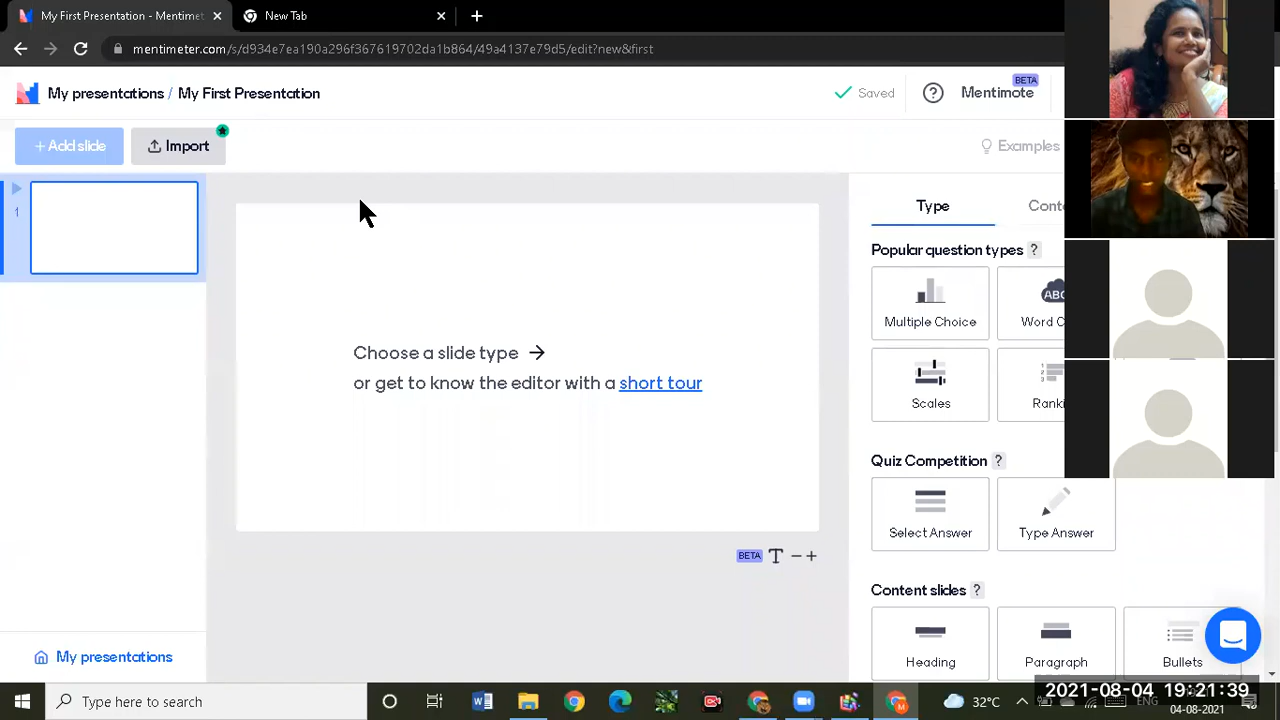 My First Presentation - Mentimet
New Tab
mentimeter.com/s/d934e7ea190a296f367619702da1b864/49a4137e79d5/edit?new&first
My presentations / My First Presentation
Saved
?
Mentimote
BETA
+ Add slide
Import
Examples
1
Type
Popular question types ?
Multiple Choice
ABC
Scales
Choose a slide type →
or get to know the editor with a short tour
Quiz Competition ?
Select Answer
Type Answer
BETA T − +
Content slides ?
Heading
Paragraph
Bullets
My presentations
Type here to search
32°C
ENG
2021-08-04 19:21:39
04-08-2021